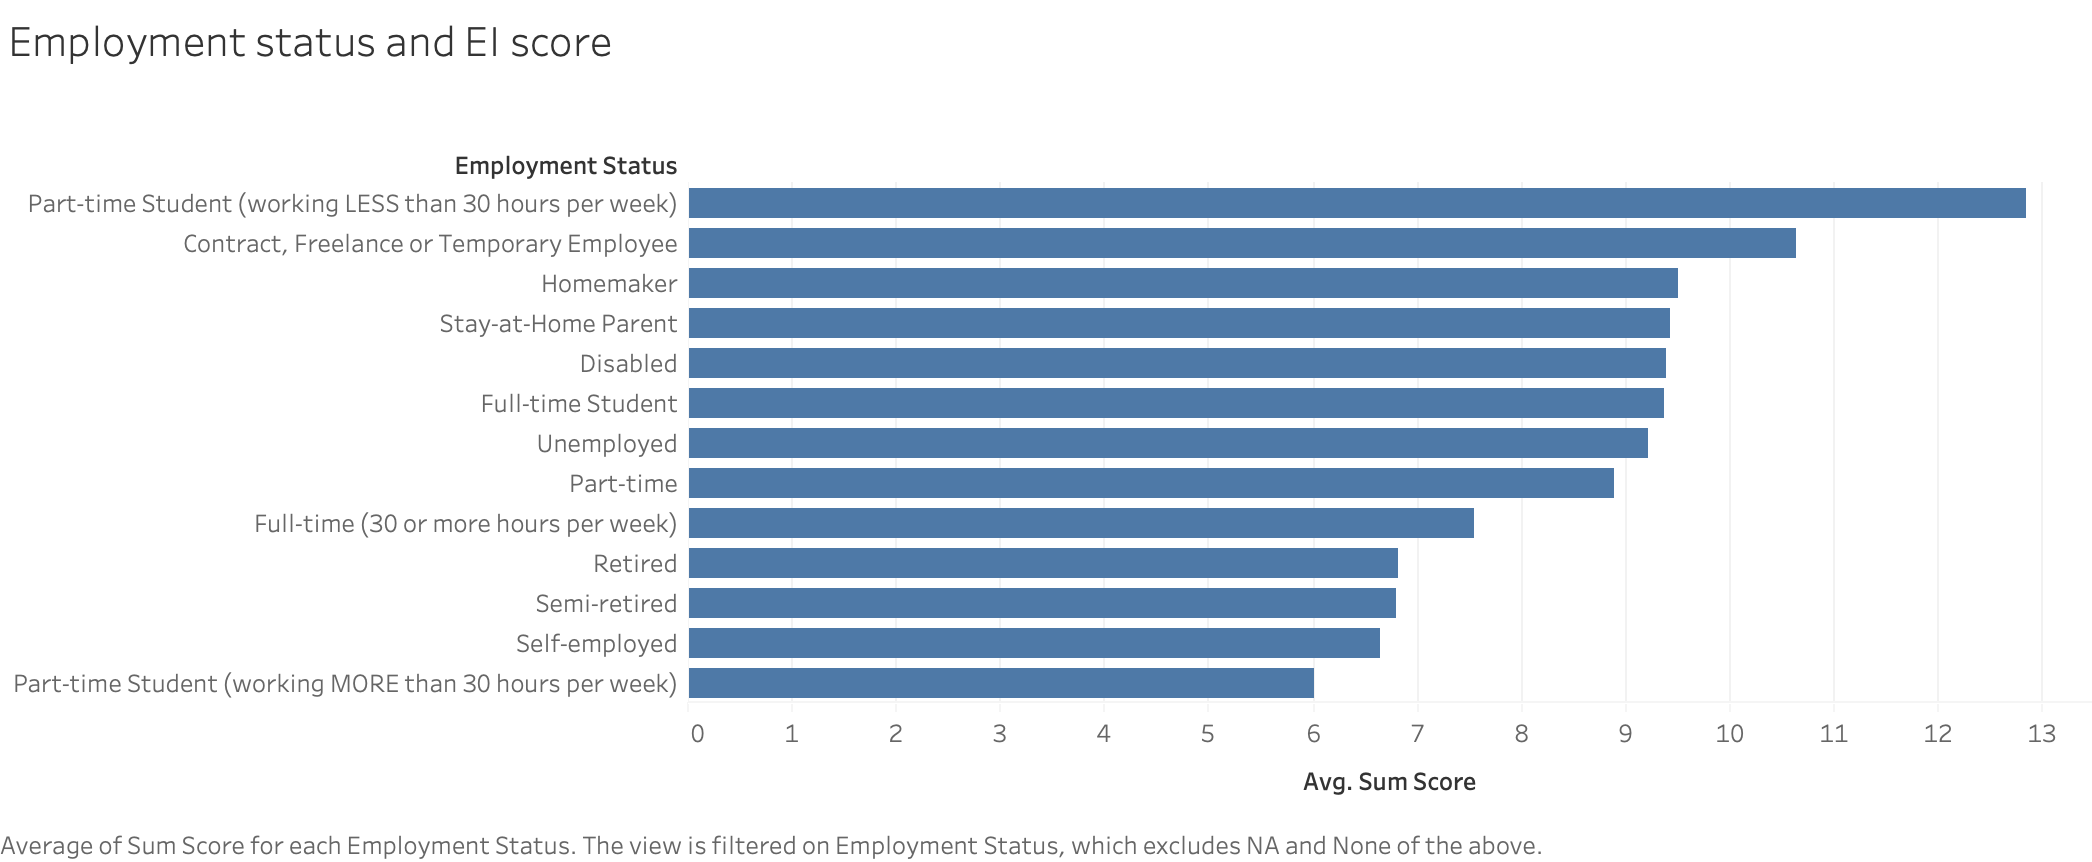 Employment status and EI score
Employment Status
Part-time Student (working LESS than 30 hours per week)
Contract, Freelance or Temporary Employee
Homemaker
Stay-at-Home Parent
Disabled
Full-time Student
Unemployed
Part-time
Full-time (30 or more hours per week)
Retired
Semi-retired
Self-employed
Part-time Student (working MORE than 30 hours per week)
0 1 2 3 4 5 6 7 8 9 10 11 12 13
Avg. Sum Score
Average of Sum Score for each Employment Status. The view is filtered on Employment Status, which excludes NA and None of the above.